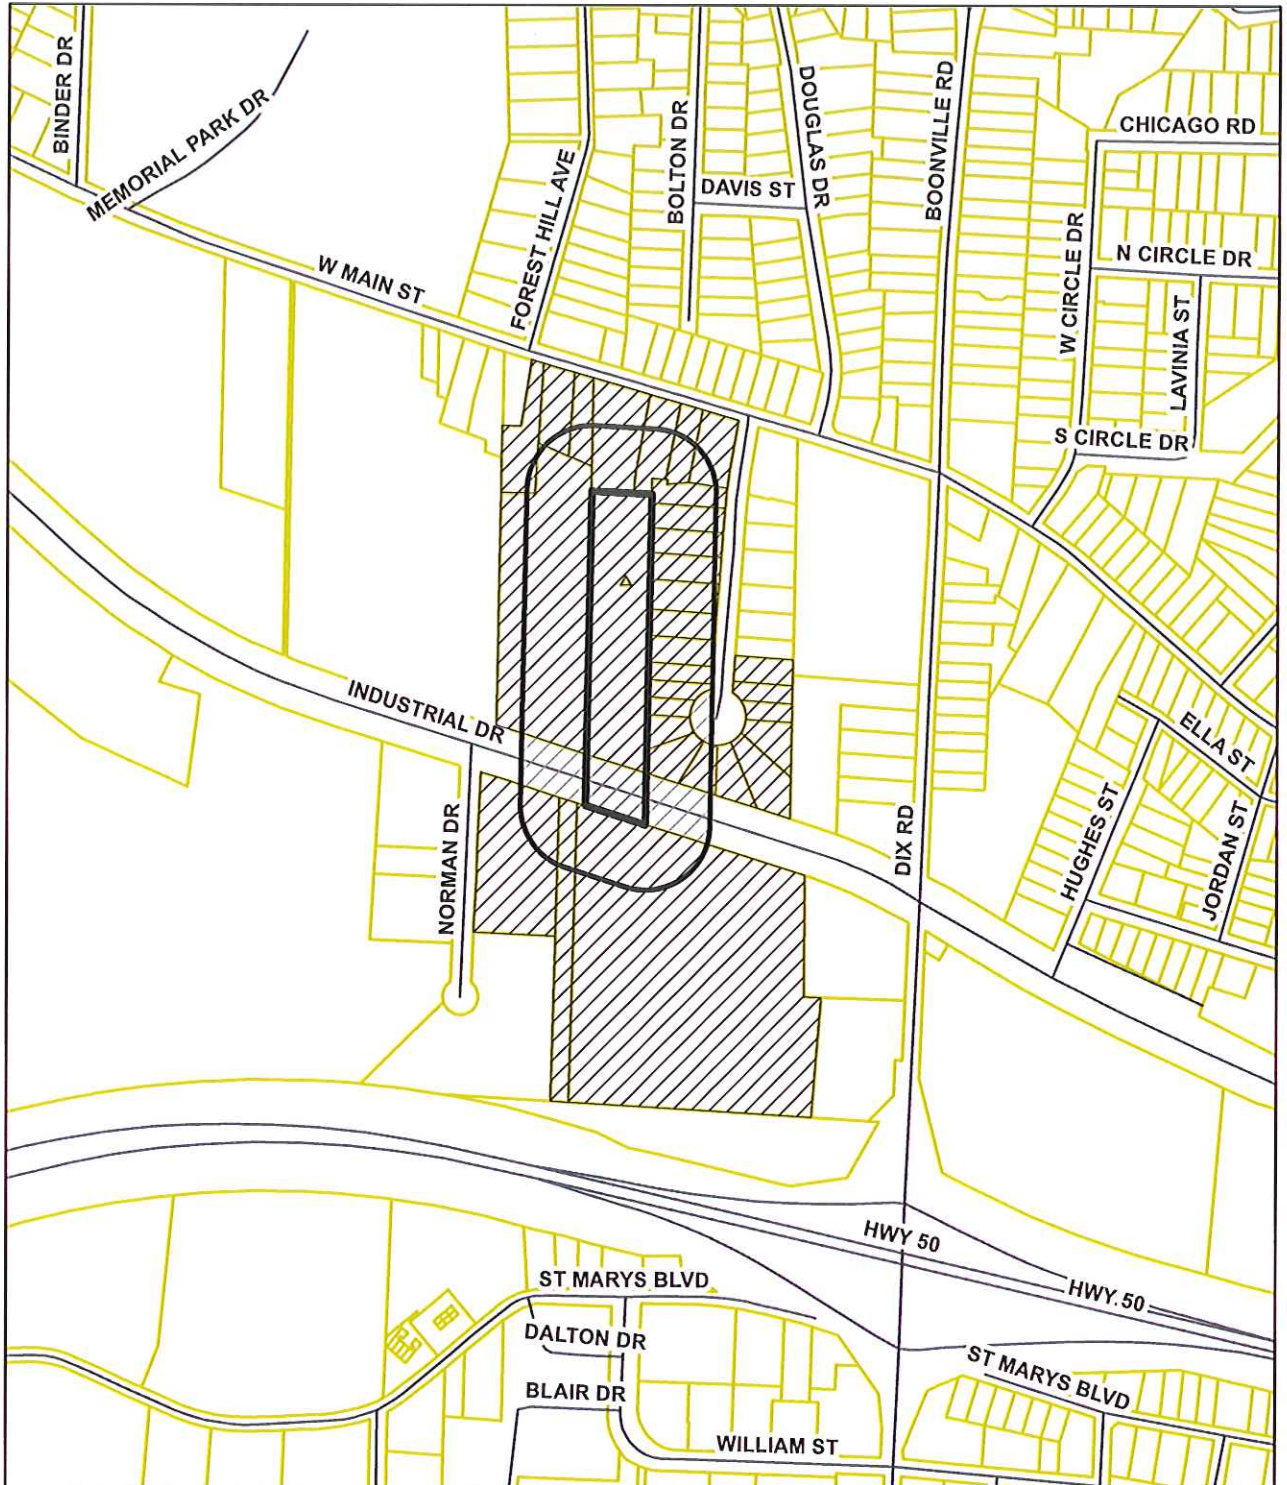 BINDER DR
MEMORIAL PARK DR
FOREST HILL AVE
BOLTON DR
DAVIS ST
DOUGLAS DR
BOONVILLE RD
CHICAGO RD
N CIRCLE DR
W CIRCLE DR
LAVINIA ST
S CIRCLE DR
W MAIN ST
INDUSTRIAL DR
NORMAN DR
DIX RD
ELLA ST
HUGHES ST
JORDAN ST
HWY 50
HWY 50
ST MARYS BLVD
DALTON DR
BLAIR DR
ST MARYS BLVD
WILLIAM ST